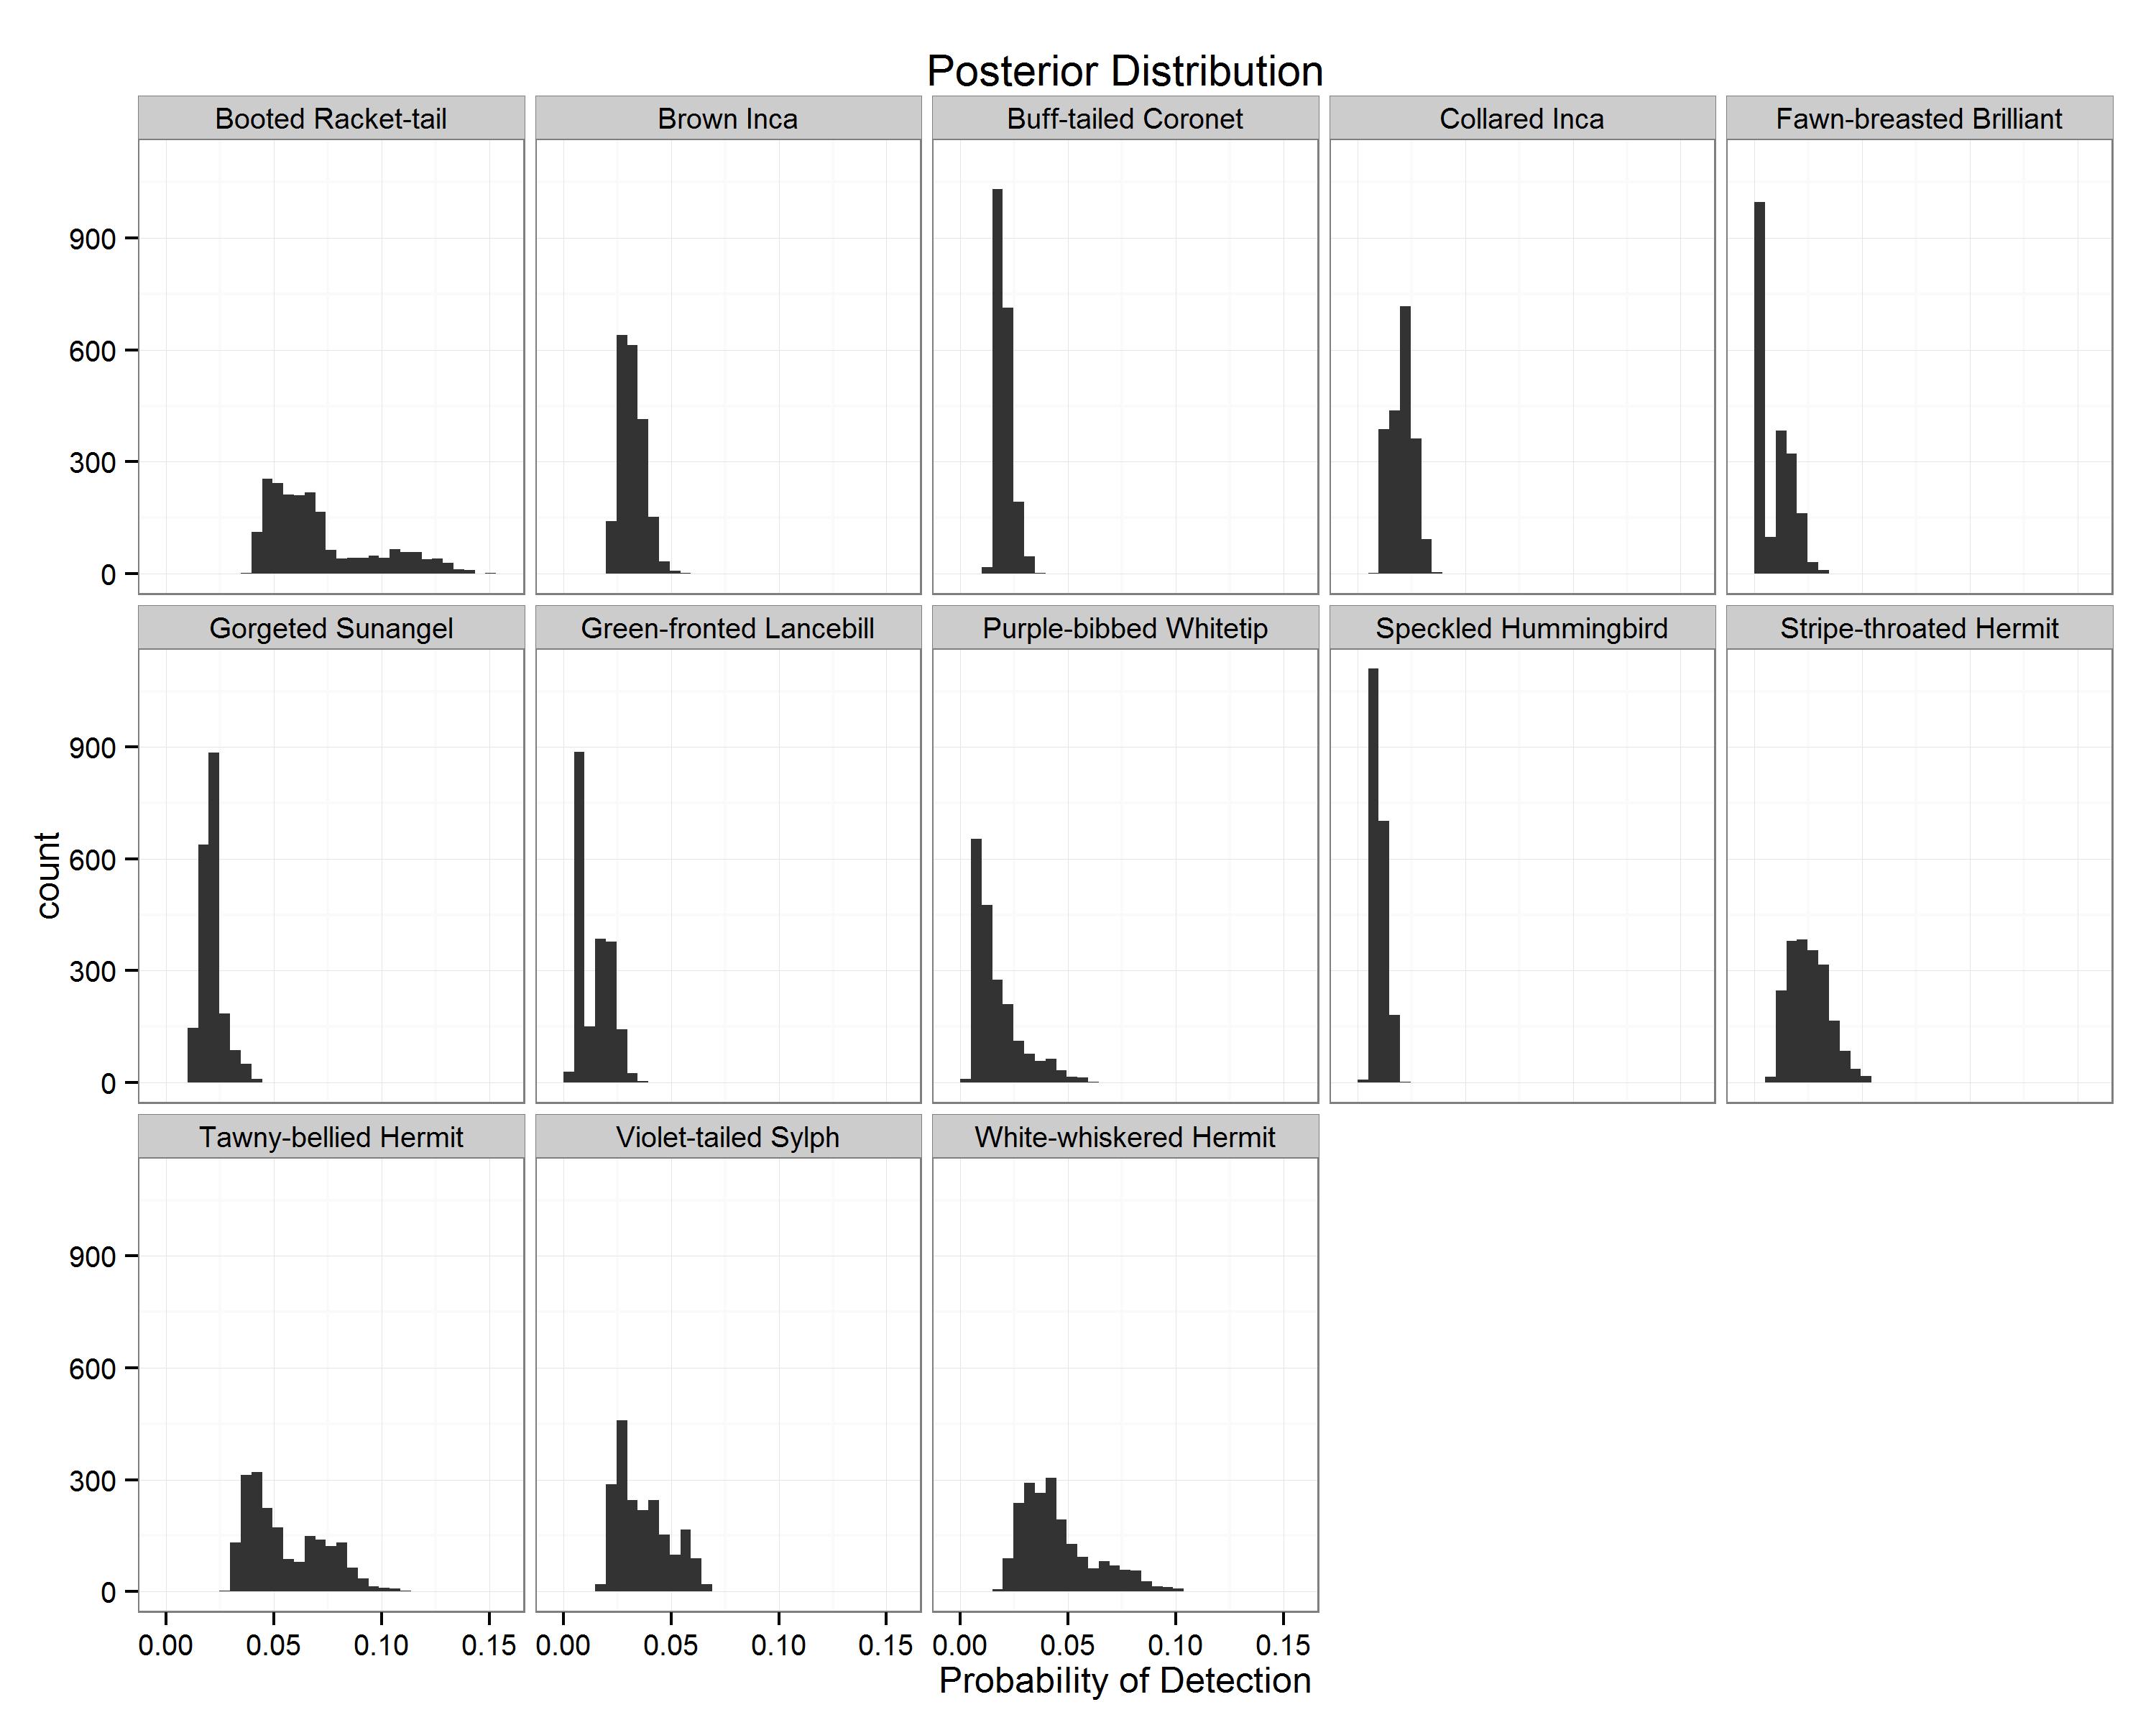 Posterior Distribution
Booted Racket-tail Brown Inca Buff-tailed Coronet Collared Inca Fawn-breasted Brilliant
900
600
300
0
Gorgeted Sunangel Green-fronted Lancebill Purple-bibbed Whitetip Speckled Hummingbird Stripe-throated Hermit
count
900
600
300
0
Tawny-bellied Hermit Violet-tailed Sylph White-whiskered Hermit
900
600
300
0
0.00 0.05 0.10 0.15 0.00 0.05 0.10 0.15 0.00 0.05 0.10 0.15
Probability of Detection